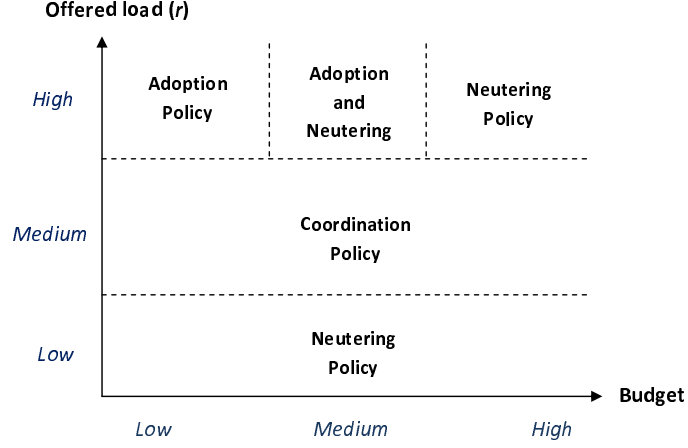 Offered load (r)
High
Adoption
Policy
Adoption
and
Neutering
Neutering
Policy
Medium
Coordination
Policy
Low
Neutering
Policy
Budget
Low
Medium
High